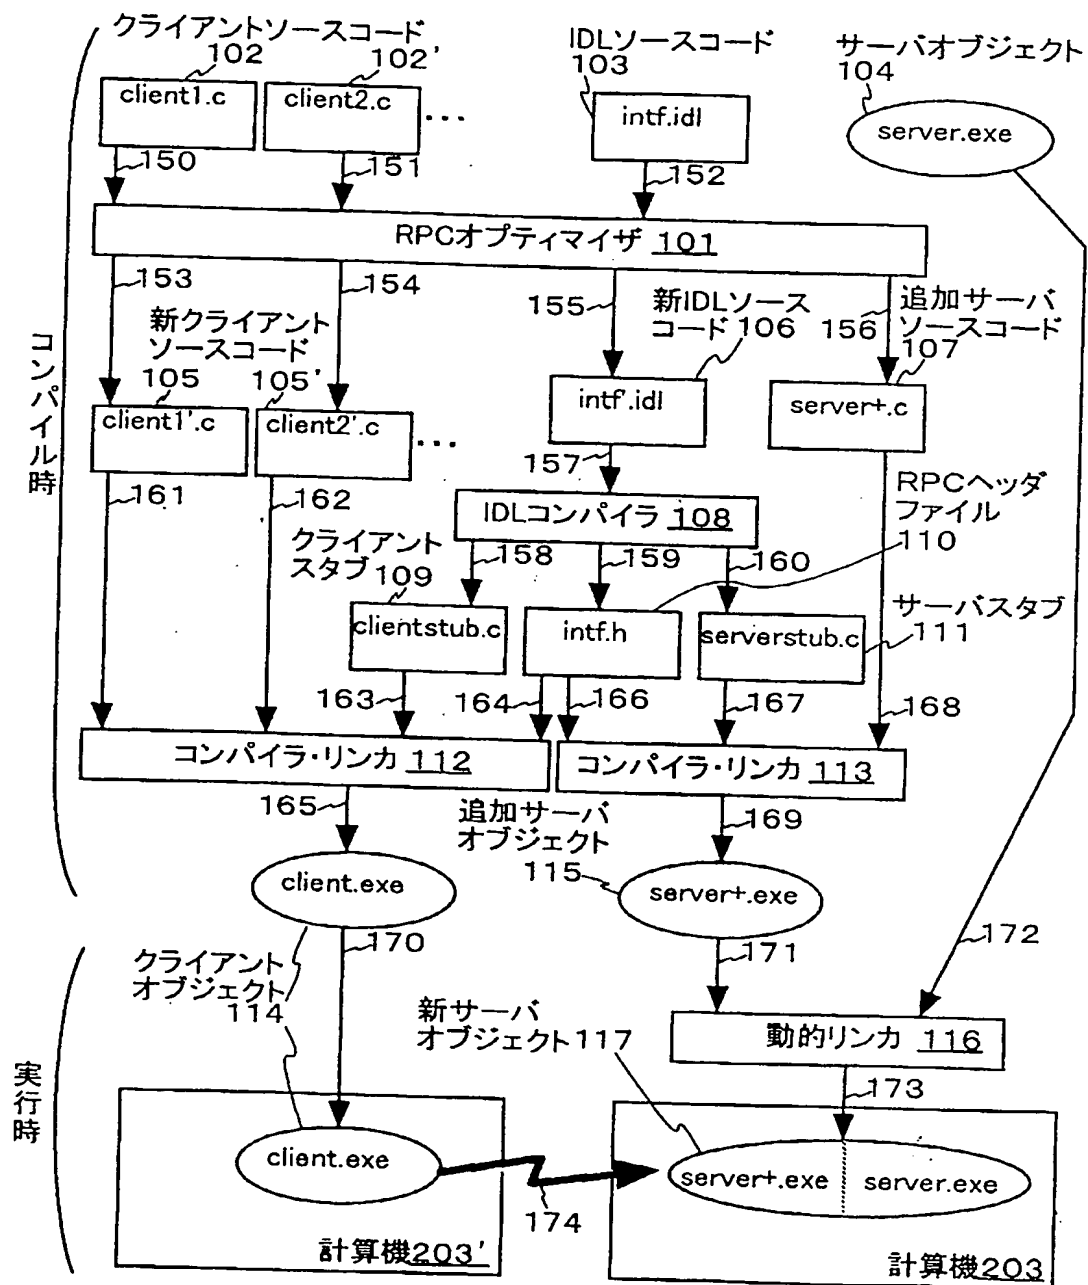 クライアントソースコード
102
102'
IDLソースコード
103
サーバオブジェクト
104
client1.c
client2.c
...
intf.idl
server.exe
150
151
152
RPCオプティマイザ 101
153
154
155
156
新クライアント
ソースコード
105
105'
新IDLソース
コード106
追加サーバ
ソースコード
107
コンパイル時
client1'.c
client2'.c
...
intf'.idl
server+.c
157
161
162
IDLコンパイラ 108
RPCヘッダ
ファイル
110
クライアント
スタブ109
158
159
160
clientstub.c
intf.h
serverstub.c
サーバスタブ
111
163
164
166
167
168
コンパイラ・リンカ 112
コンパイラ・リンカ 113
165
追加サーバ
オブジェクト
115
169
client.exe
server+.exe
170
171
172
クライアント
オブジェクト
114
新サーバ
オブジェクト117
動的リンカ 116
実行時
173
client.exe
server+.exe
server.exe
174
計算機203'
計算機203